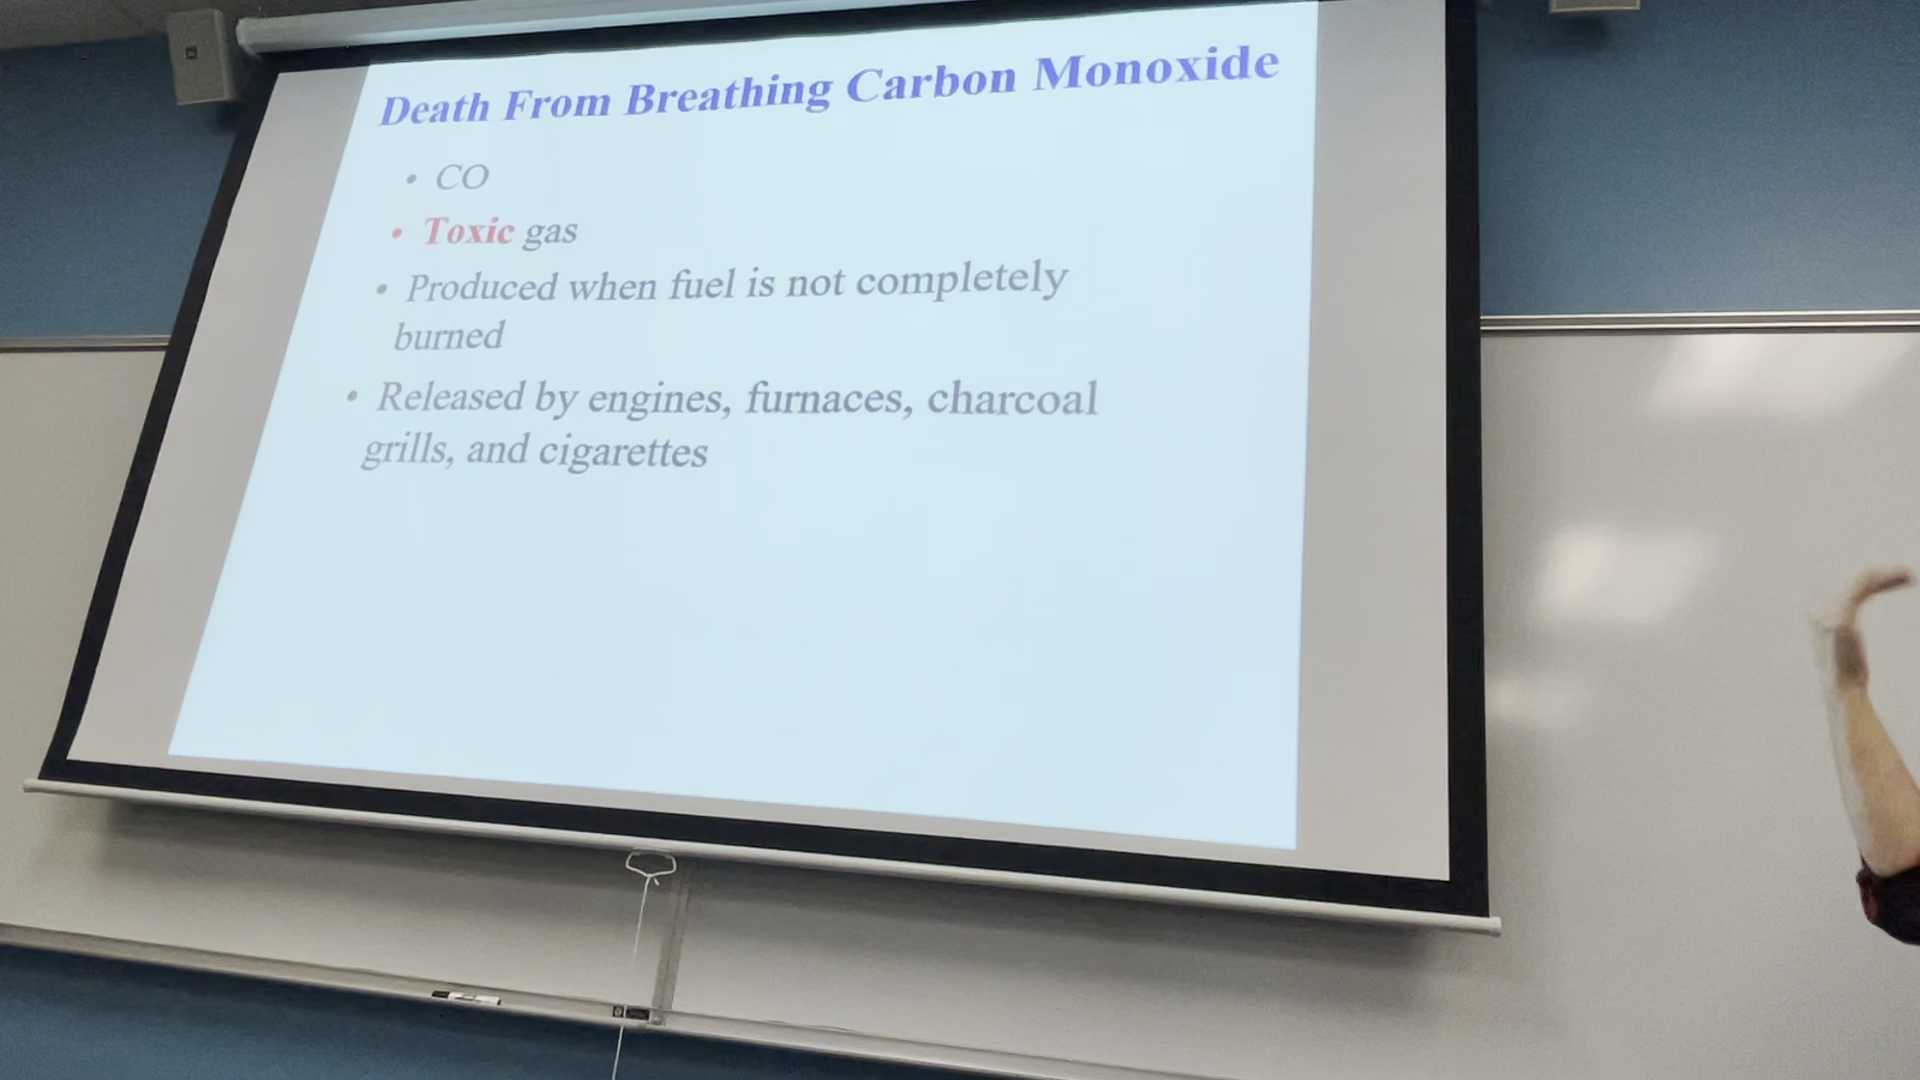 Death From Breathing Carbon Monoxide
• CO
• Toxic gas
• Produced when fuel is not completely
burned
• Released by engines, furnaces, charcoal
grills, and cigarettes